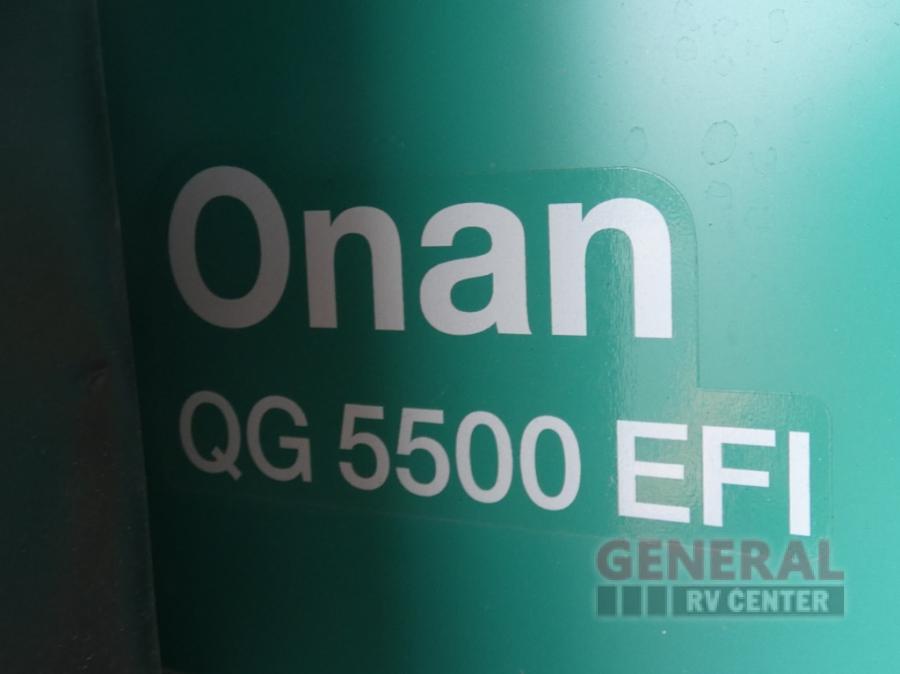 Onan
QG 5500 EFI
GENERAL
RV CENTER